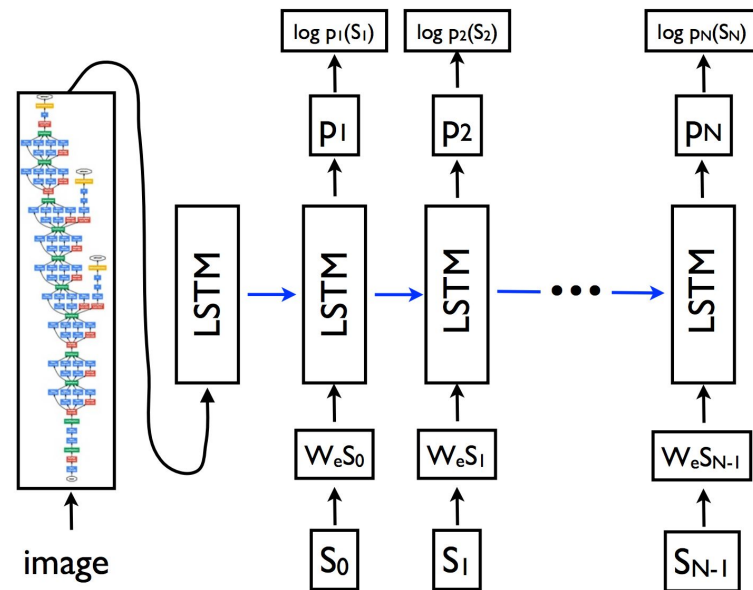 log p₁(S₁) log p₂(S₂) log pN(SN)
p₁ p₂ pN
LSTM LSTM LSTM LSTM
WₑS₀ WₑS₁ WₑSN-1
image S₀ S₁ SN-1